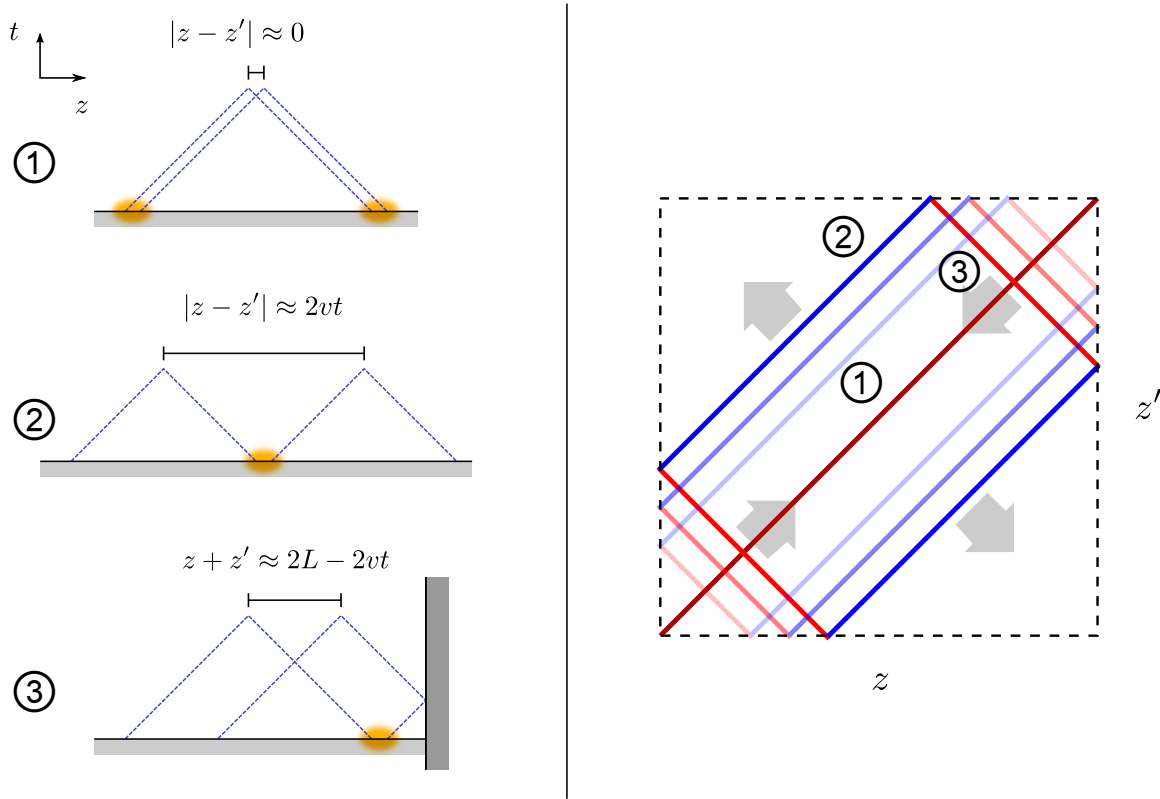 t
|z − z′| ≈ 0
z
1
|z − z′| ≈ 2vt
2
z + z′ ≈ 2L − 2vt
3
2
3
1
z′
z